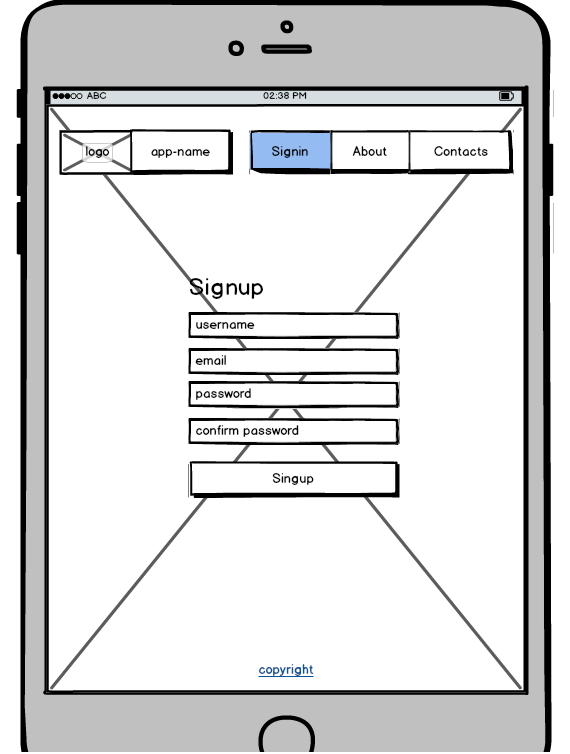 ABC 02:38 PM
logo app-name Signin About Contacts
Signup
username
email
password
confirm password
Singup
copyright